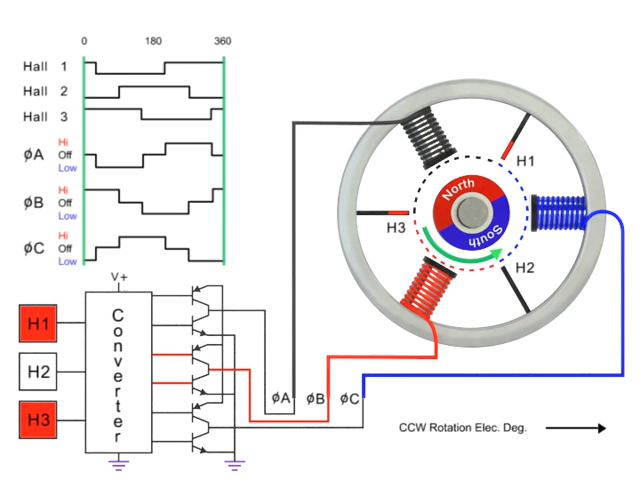 0 180 360
Hall 1
Hall 2
Hall 3
Hi
øA Off
Low
Hi
øB Off
Low
Hi
øC Off
Low
V+
H1
H2
H3
Converter
øA øB øC
North
South
H1
H2
H3
CCW Rotation Elec. Deg.